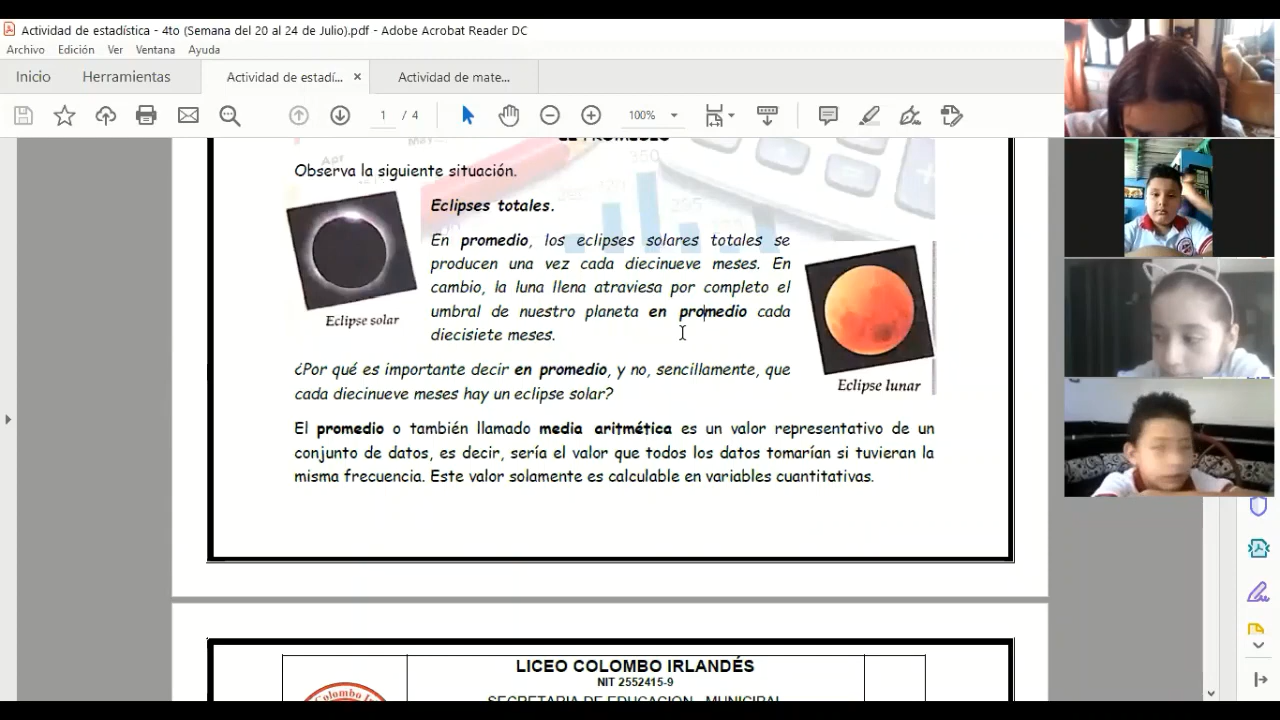 Actividad de estadística - 4to (Semana del 20 al 24 de Julio).pdf - Adobe Acrobat Reader DC
Archivo Edición Ver Ventana Ayuda
Inicio Herramientas Actividad de estadí... × Actividad de mate...
1 / 4 100%
EL PROMEDIO
Observa la siguiente situación.
Eclipses totales.
En promedio, los eclipses solares totales se
producen una vez cada diecinueve meses. En
cambio, la luna llena atraviesa por completo el
umbral de nuestro planeta en promedio cada
diecisiete meses.
Eclipse solar
Eclipse lunar
¿Por qué es importante decir en promedio, y no, sencillamente, que
cada diecinueve meses hay un eclipse solar?
El promedio o también llamado media aritmética es un valor representativo de un
conjunto de datos, es decir, sería el valor que todos los datos tomarían si tuvieran la
misma frecuencia. Este valor solamente es calculable en variables cuantitativas.
LICEO COLOMBO IRLANDÉS
NIT 2552415-9
SECRETARIA DE EDUCACION MUNICIPAL